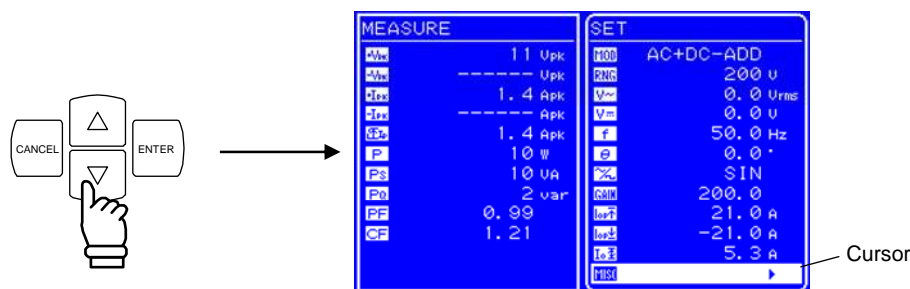 CANCEL
ENTER
MEASURE
+VPK 11 Vpk
-VPK ------ Vpk
+IPK 1.4 Apk
-IPK ------ Apk
1.4 Apk
P 10 W
PS 10 VA
PQ 2 var
PF 0.99
CF 1.21
SET
MOD AC+DC-ADD
RNG 200 V
V~ 0.0 Vrms
V⎓ 0.0 V
f 50.0 Hz
θ 0.0 °
SIN
GAIN 200.0
21.0 A
-21.0 A
5.3 A
MISC
Cursor